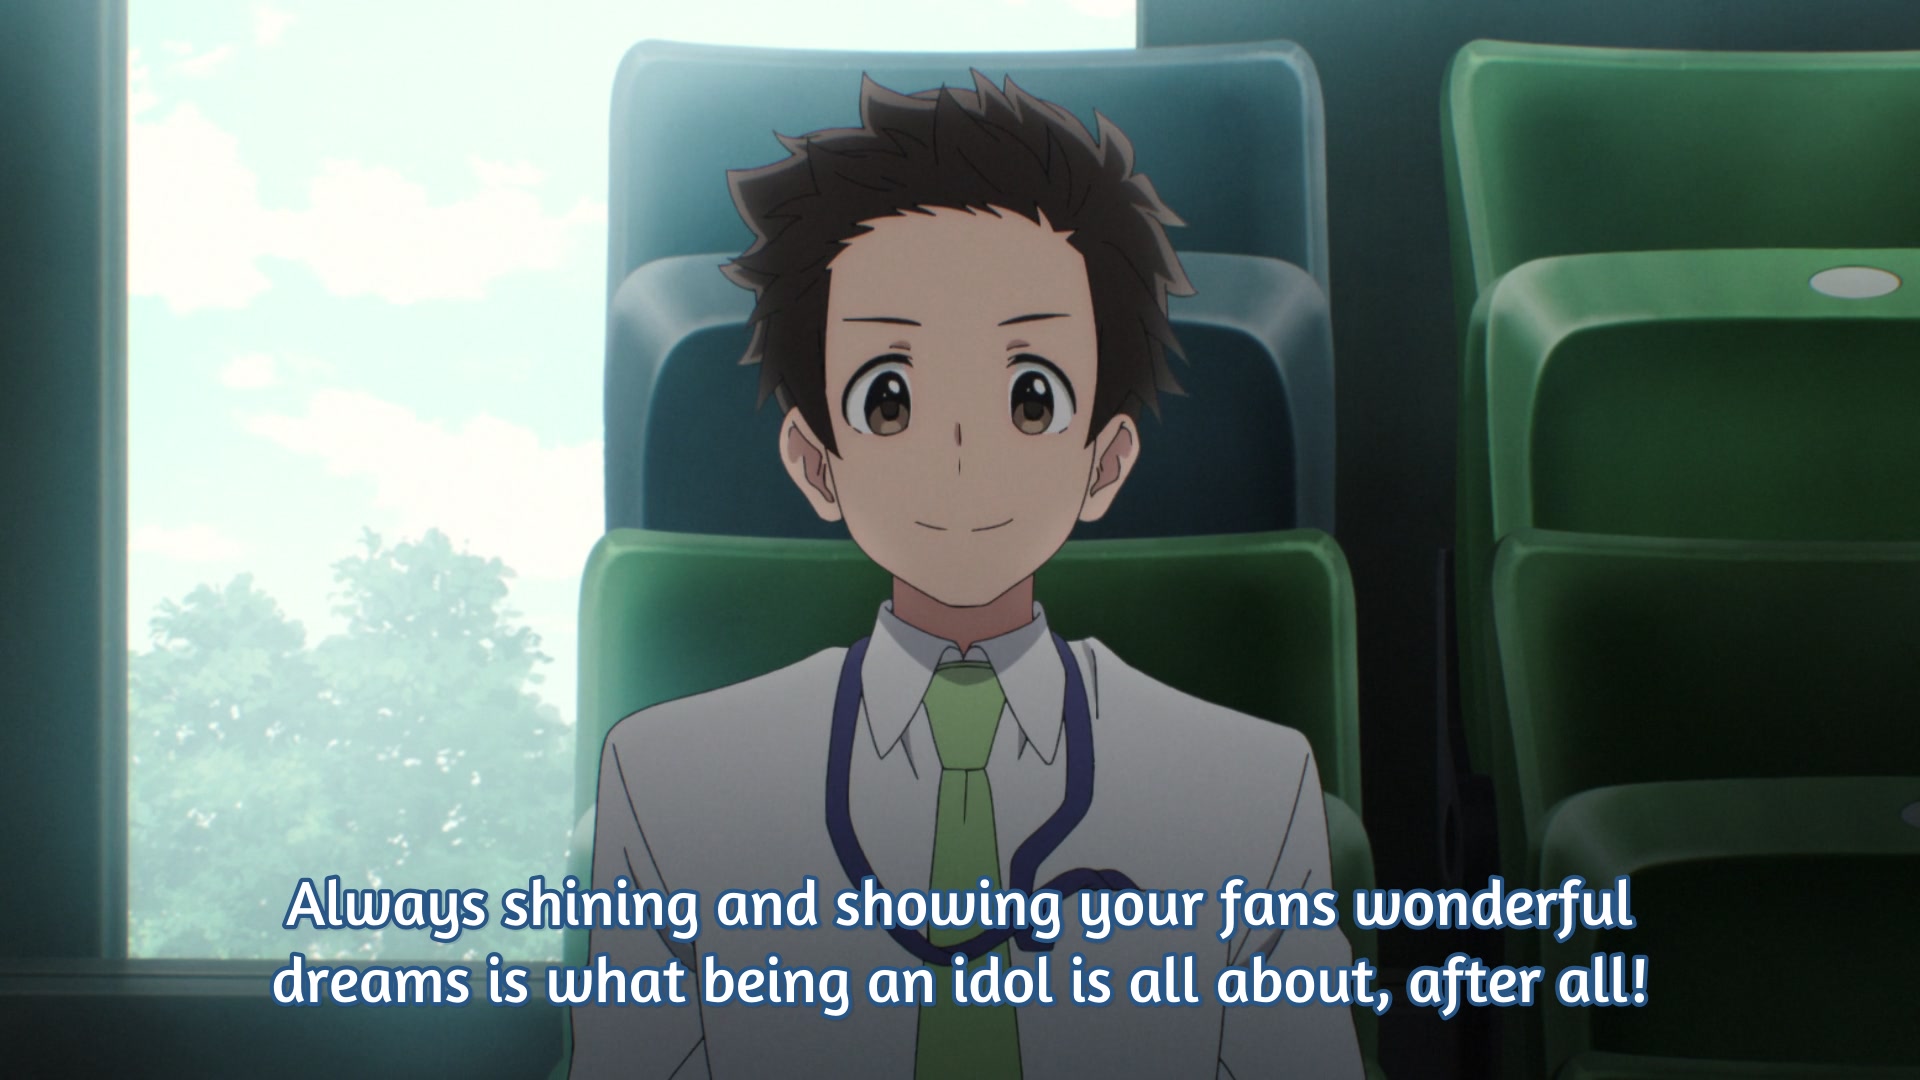 Always shining and showing your fans wonderful
dreams is what being an idol is all about, after all!